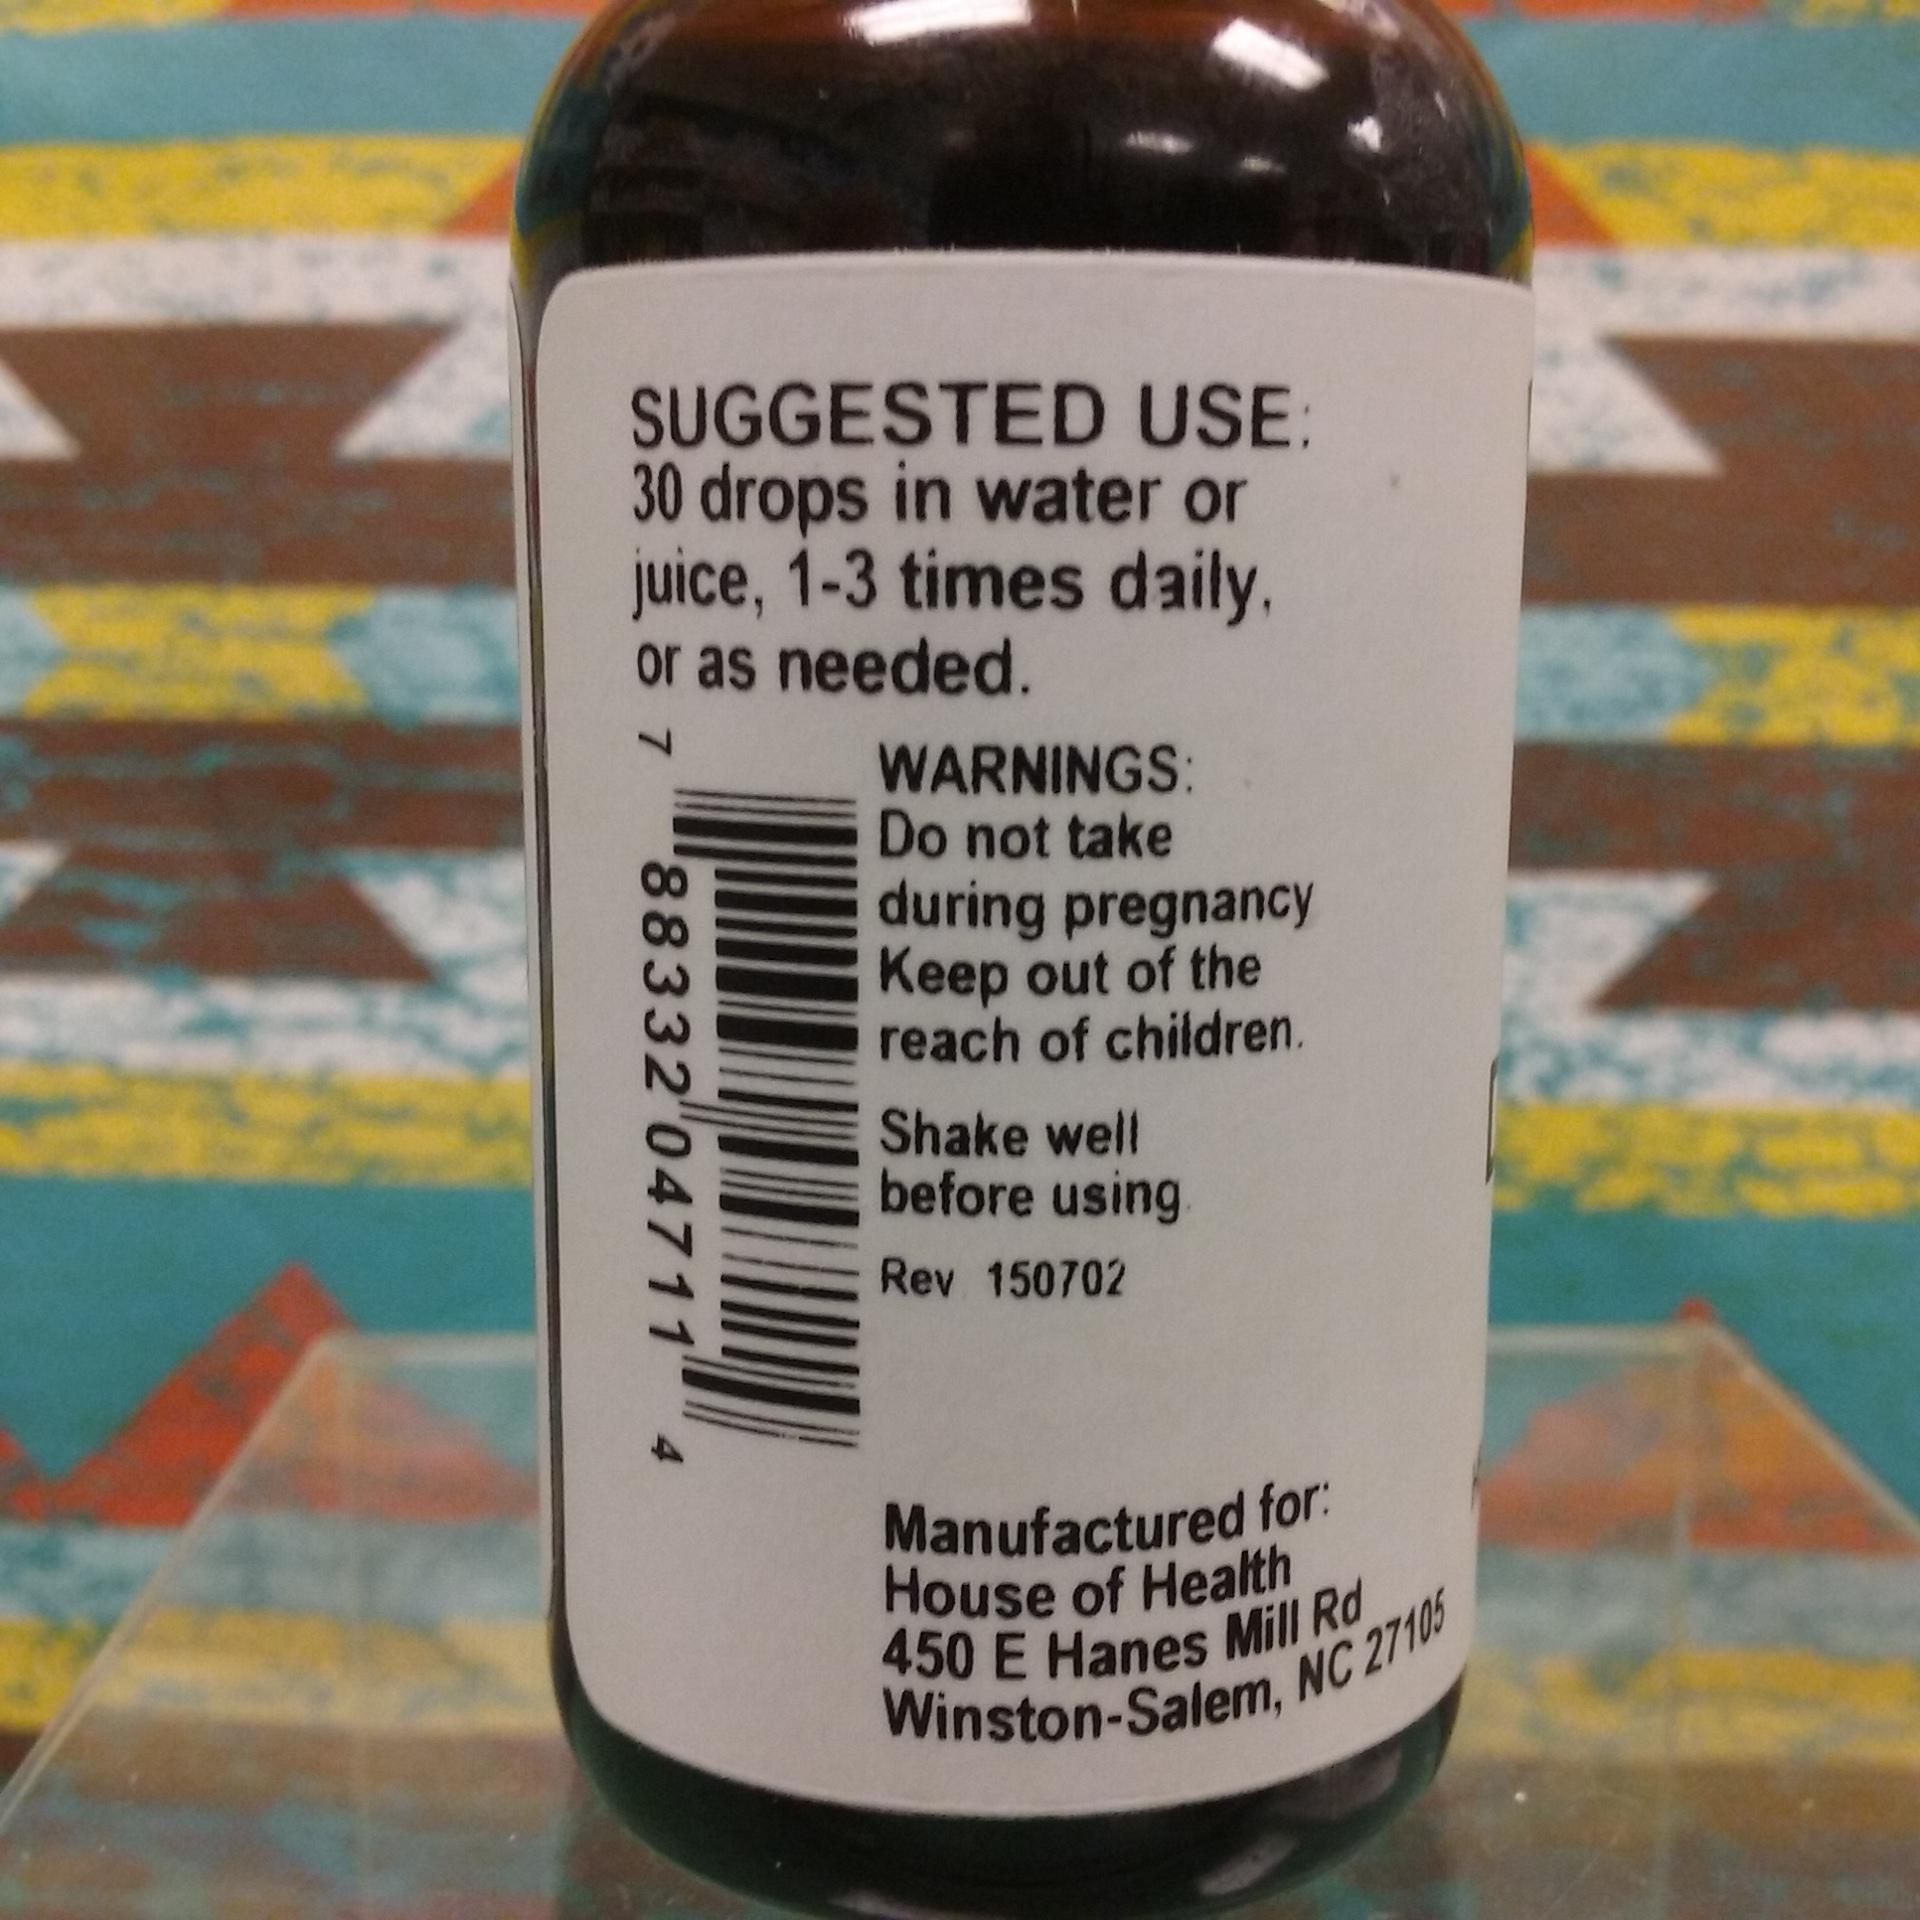 SUGGESTED USE:
30 drops in water or
juice, 1-3 times daily,
or as needed.
7 88332 04711 4
WARNINGS:
Do not take
during pregnancy
Keep out of the
reach of children.
Shake well
before using.
Rev 150702
Manufactured for:
House of Health
450 E Hanes Mill Rd
Winston-Salem, NC 27105